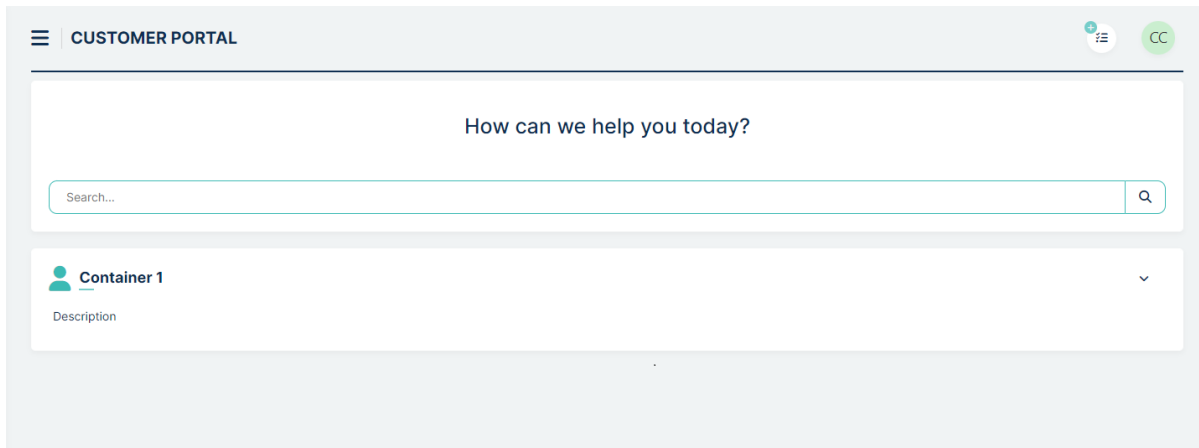 CUSTOMER PORTAL
CC
How can we help you today?
Search...
Container 1
Description
.